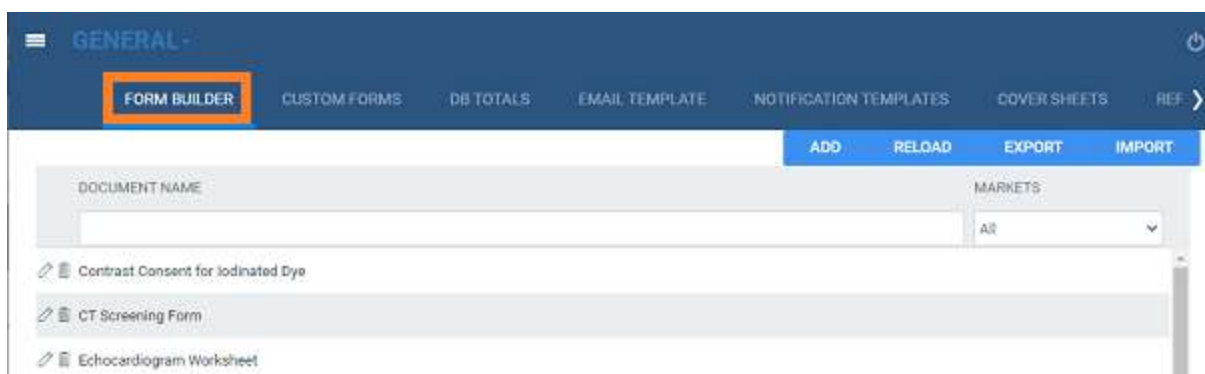 GENERAL
FORM BUILDER CUSTOM FORMS DB TOTALS EMAIL TEMPLATE NOTIFICATION TEMPLATES COVER SHEETS REF
ADD RELOAD EXPORT IMPORT
DOCUMENT NAME MARKETS
All
Contrast Consent for Iodinated Dye
CT Screening Form
Echocardiogram Worksheet